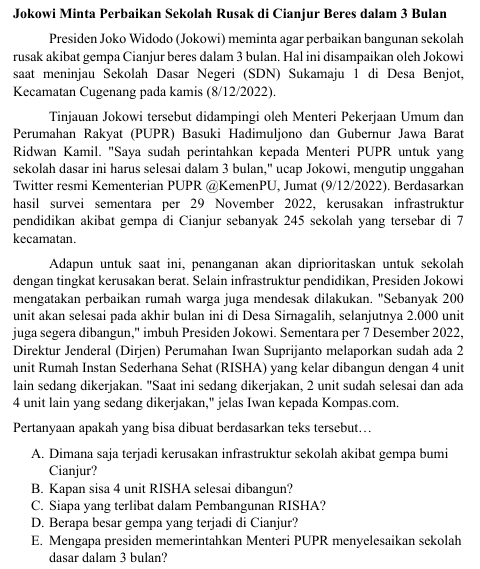 Jokowi Minta Perbaikan Sekolah Rusak di Cianjur Beres dalam 3 Bulan
Presiden Joko Widodo (Jokowi) meminta agar perbaikan bangunan sekolah
rusak akibat gempa Cianjur beres dalam 3 bulan. Hal ini disampaikan oleh Jokowi
saat meninjau Sekolah Dasar Negeri (SDN) Sukamaju 1 di Desa Benjot,
Kecamatan Cugenang pada kamis (8/12/2022).
Tinjauan Jokowi tersebut didampingi oleh Menteri Pekerjaan Umum dan
Perumahan Rakyat (PUPR) Basuki Hadimuljono dan Gubernur Jawa Barat
Ridwan Kamil. "Saya sudah perintahkan kepada Menteri PUPR untuk yang
sekolah dasar ini harus selesai dalam 3 bulan," ucap Jokowi, mengutip unggahan
Twitter resmi Kementerian PUPR @KemenPU, Jumat (9/12/2022). Berdasarkan
hasil survei sementara per 29 November 2022, kerusakan infrastruktur
pendidikan akibat gempa di Cianjur sebanyak 245 sekolah yang tersebar di 7
kecamatan.
Adapun untuk saat ini, penanganan akan diprioritaskan untuk sekolah
dengan tingkat kerusakan berat. Selain infrastruktur pendidikan, Presiden Jokowi
mengatakan perbaikan rumah warga juga mendesak dilakukan. "Sebanyak 200
unit akan selesai pada akhir bulan ini di Desa Sirnagalih, selanjutnya 2.000 unit
juga segera dibangun," imbuh Presiden Jokowi. Sementara per 7 Desember 2022,
Direktur Jenderal (Dirjen) Perumahan Iwan Suprijanto melaporkan sudah ada 2
unit Rumah Instan Sederhana Sehat (RISHA) yang kelar dibangun dengan 4 unit
lain sedang dikerjakan. "Saat ini sedang dikerjakan, 2 unit sudah selesai dan ada
4 unit lain yang sedang dikerjakan," jelas Iwan kepada Kompas.com.
Pertanyaan apakah yang bisa dibuat berdasarkan teks tersebut…
A. Dimana saja terjadi kerusakan infrastruktur sekolah akibat gempa bumi
Cianjur?
B. Kapan sisa 4 unit RISHA selesai dibangun?
C. Siapa yang terlibat dalam Pembangunan RISHA?
D. Berapa besar gempa yang terjadi di Cianjur?
E. Mengapa presiden memerintahkan Menteri PUPR menyelesaikan sekolah
dasar dalam 3 bulan?